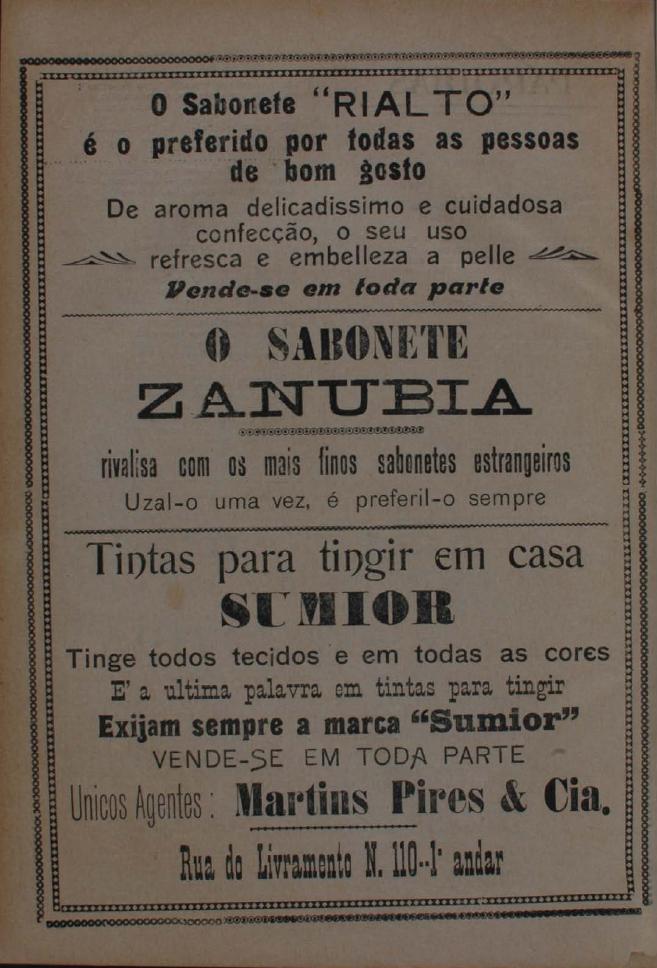 O Sabonete "RIALTO"
é o preferido por todas as pessoas
de bom gosto
De aroma delicadissimo e cuidadosa
confecção, o seu uso
refresca e embelleza a pelle
Vende-se em toda parte
O SABONETE
ZANUBIA
rivalisa com os mais finos sabonetes estrangeiros
Uzal-o uma vez, é preferil-o sempre
Tintas para tingir em casa
SUMIOR
Tinge todos tecidos e em todas as cores
E' a ultima palavra em tintas para tingir
Exijam sempre a marca "Sumior"
VENDE-SE EM TODA PARTE
Unicos Agentes: Martins Pires & Cia.
Rua do Livramento N. 110--1º andar